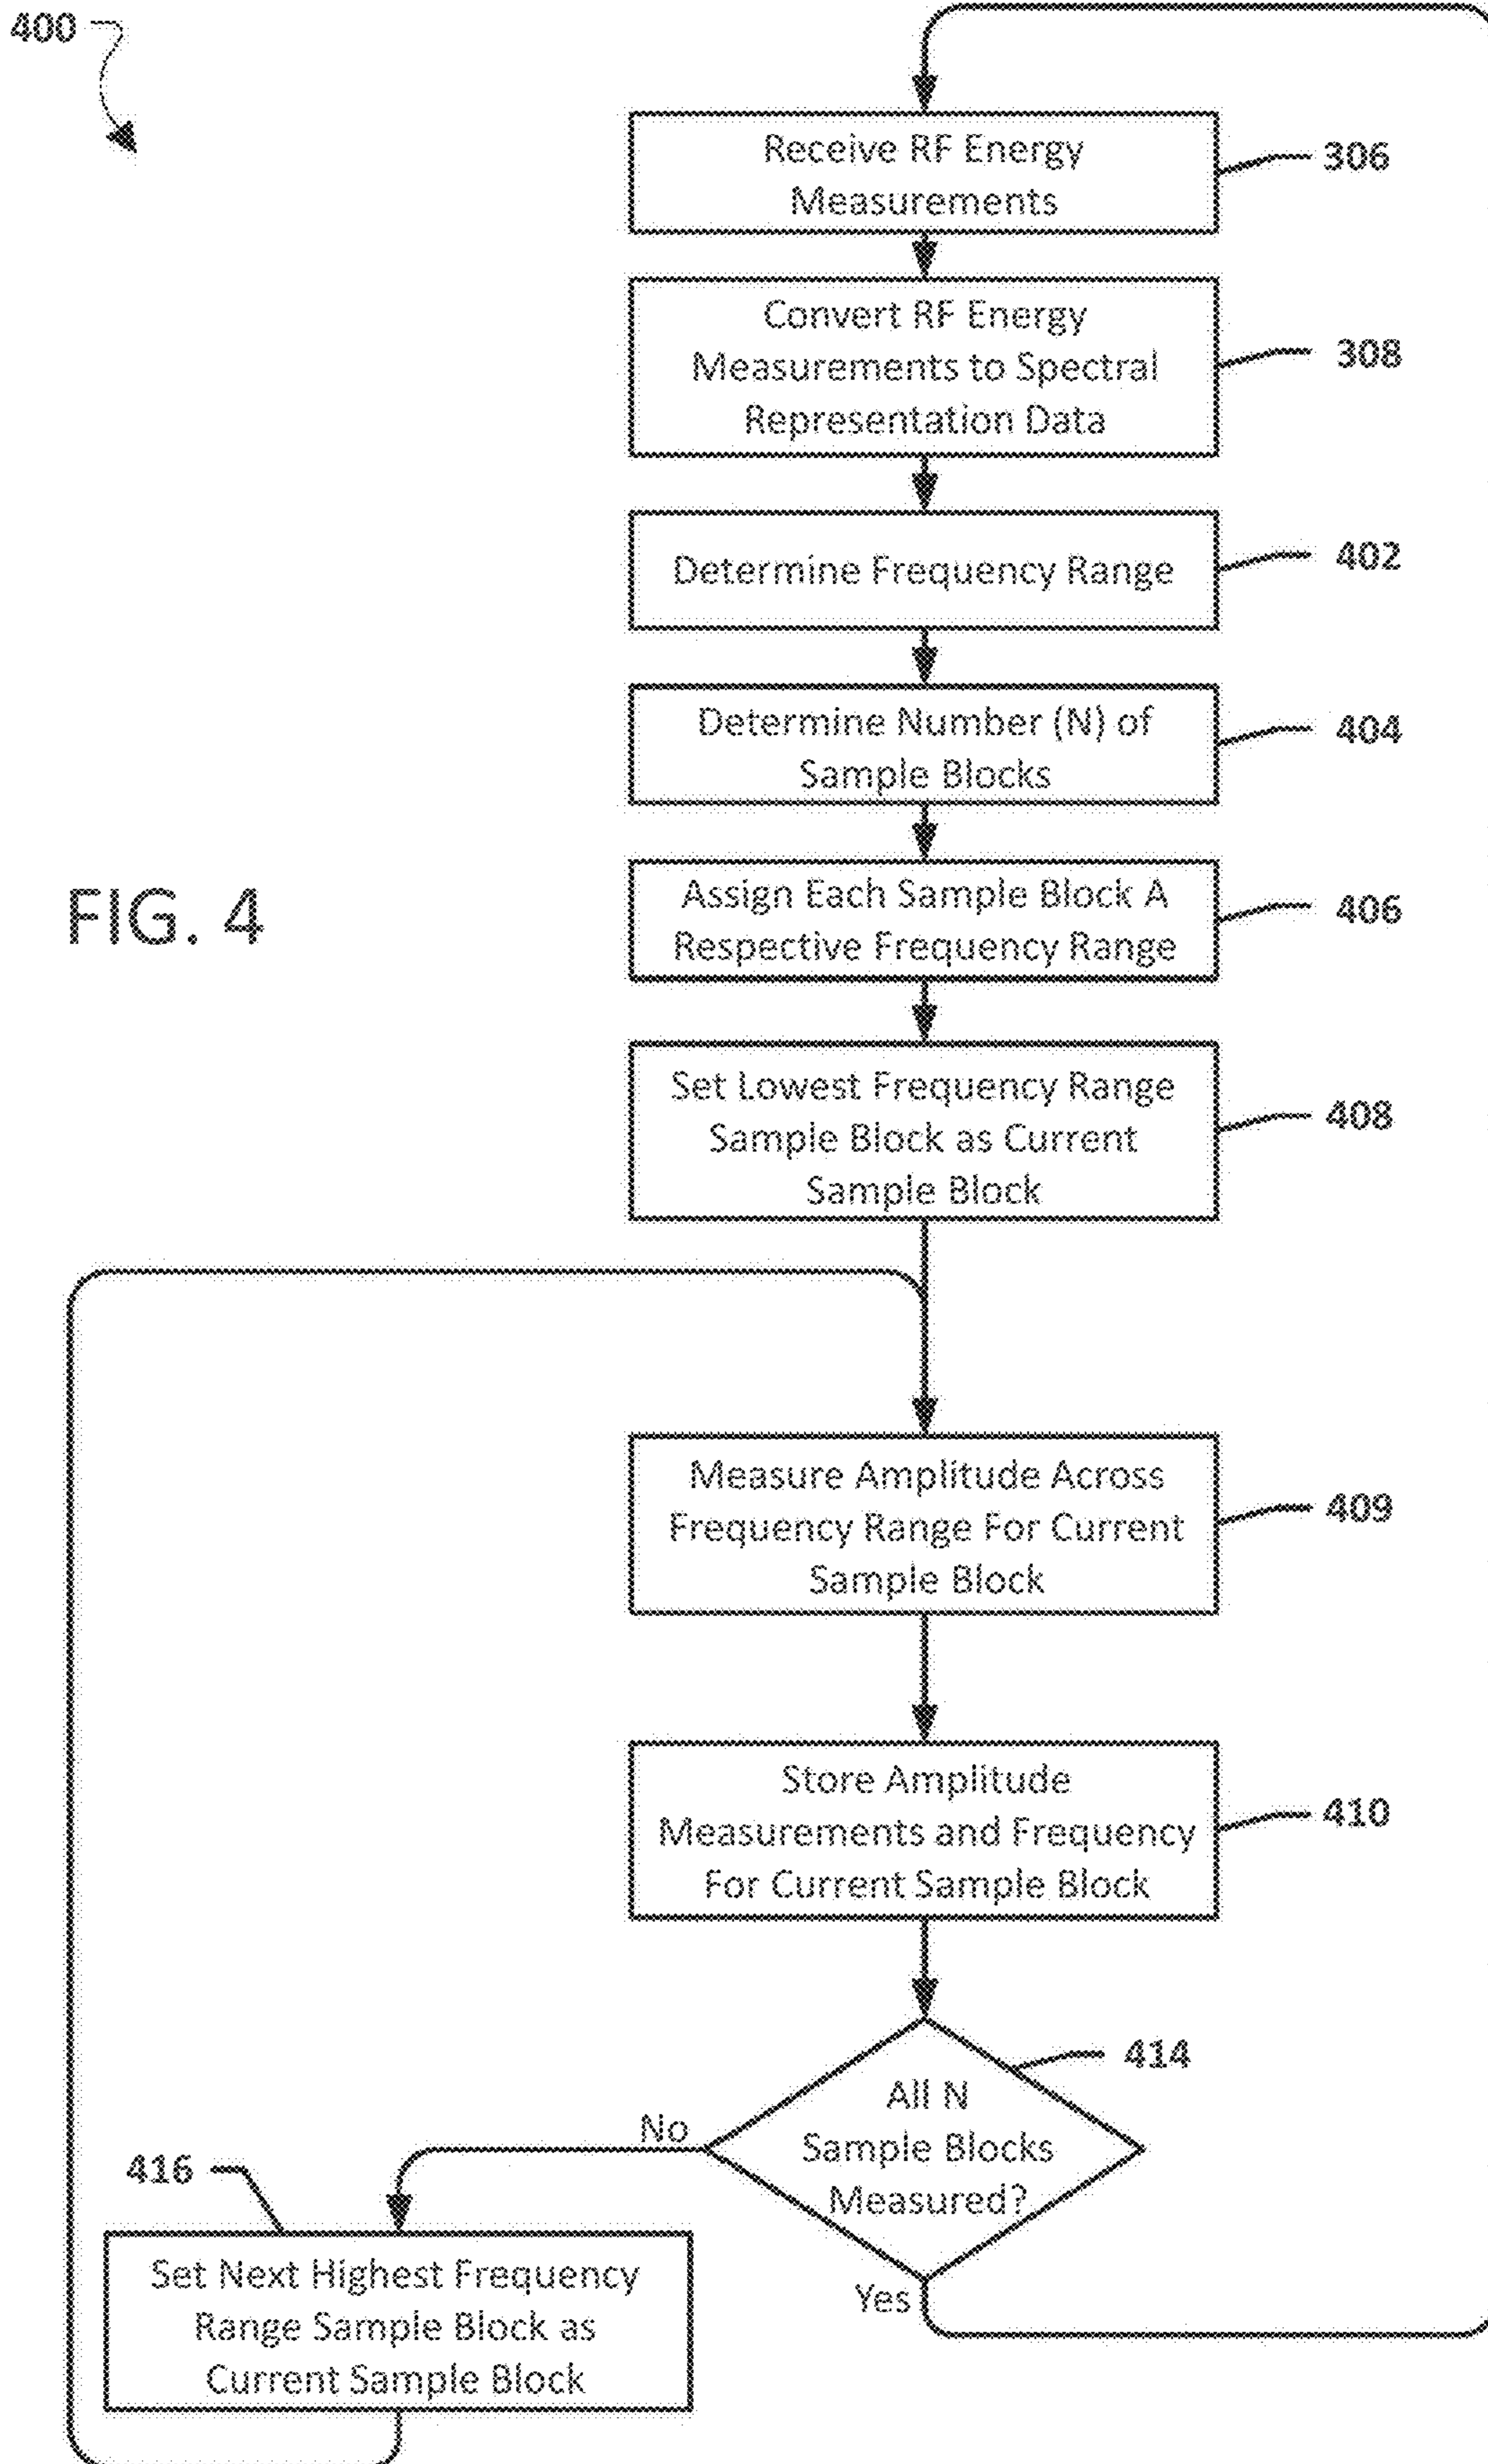 400
Receive RF Energy
Measurements
306
Convert RF Energy
Measurements to Spectral
Representation Data
308
Determine Frequency Range
402
Determine Number (N) of
Sample Blocks
404
FIG. 4
Assign Each Sample Block A
Respective Frequency Range
406
Set Lowest Frequency Range
Sample Block as Current
Sample Block
408
Measure Amplitude Across
Frequency Range For Current
Sample Block
409
Store Amplitude
Measurements and Frequency
For Current Sample Block
410
414
All N
Sample Blocks
Measured?
No
416
Set Next Highest Frequency
Range Sample Block as
Current Sample Block
Yes